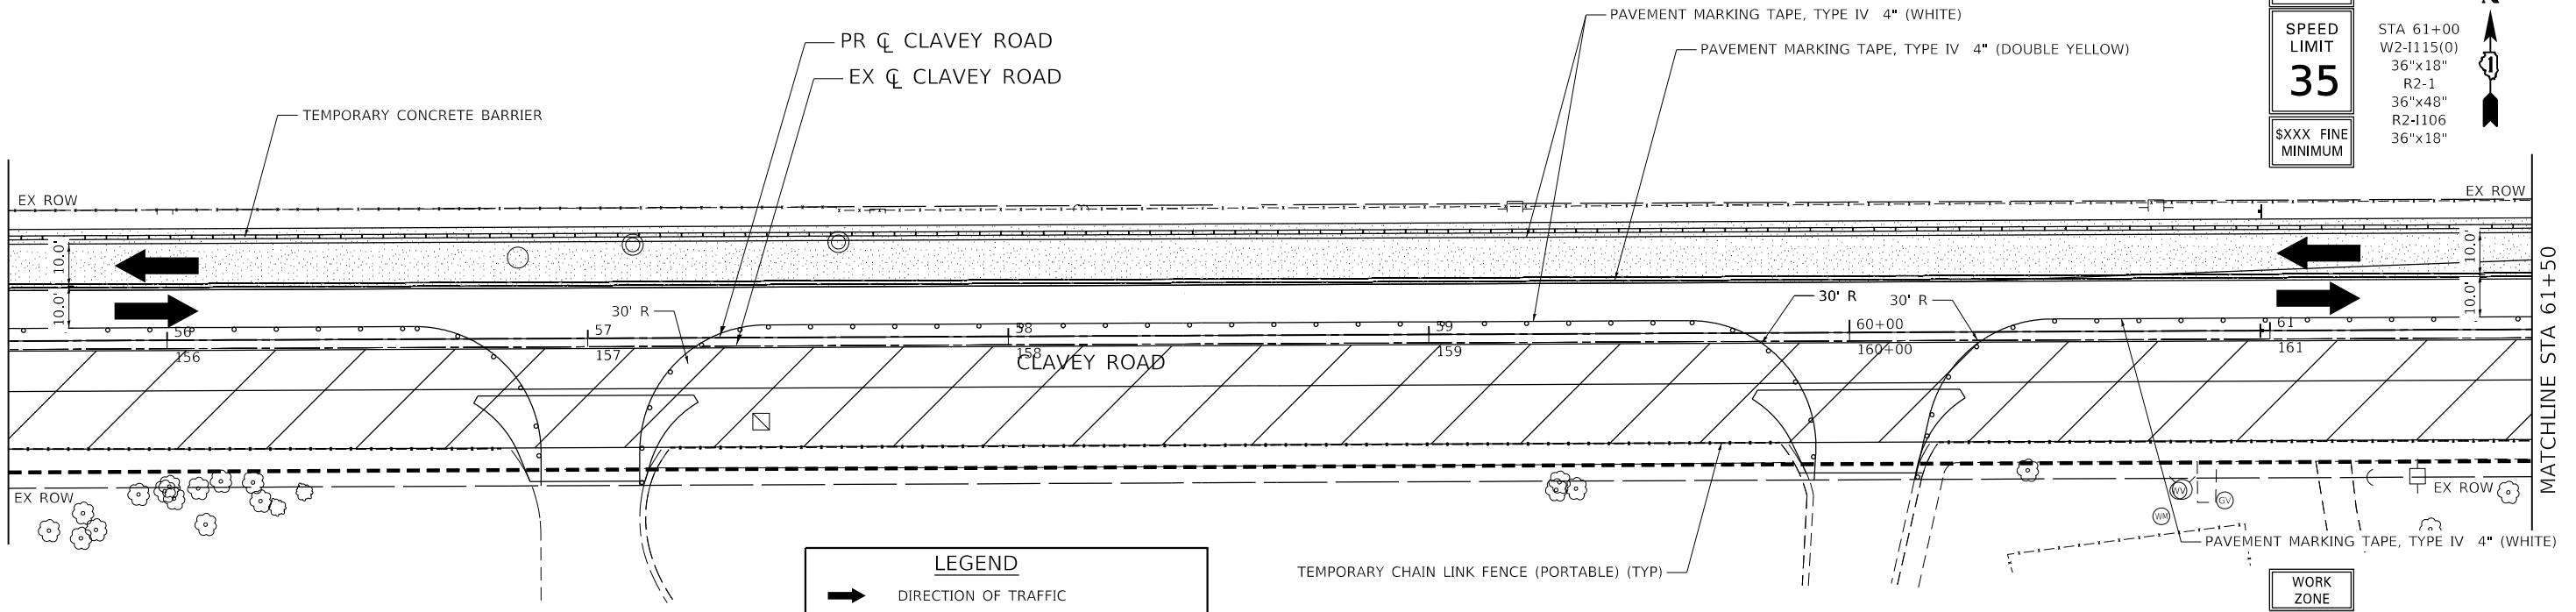 PAVEMENT MARKING TAPE, TYPE IV 4" (WHITE)
PR ℄ CLAVEY ROAD
PAVEMENT MARKING TAPE, TYPE IV 4" (DOUBLE YELLOW)
EX ℄ CLAVEY ROAD
TEMPORARY CONCRETE BARRIER
SPEED
LIMIT
35
$XXX FINE
MINIMUM
STA 61+00
W2-I115(0)
36"x18"
R2-1
36"x48"
R2-I106
36"x18"
1
EX ROW
EX ROW
10.0'
10.0'
10.0'
10.0'
30' R
30' R
30' R
56
57
58
59
60+00
61
156
157
158
159
160+00
161
CLAVEY ROAD
MATCHLINE STA 61+50
EX ROW
EX ROW
WV
GV
WM
PAVEMENT MARKING TAPE, TYPE IV 4" (WHITE)
TEMPORARY CHAIN LINK FENCE (PORTABLE) (TYP)
LEGEND
DIRECTION OF TRAFFIC
WORK
ZONE